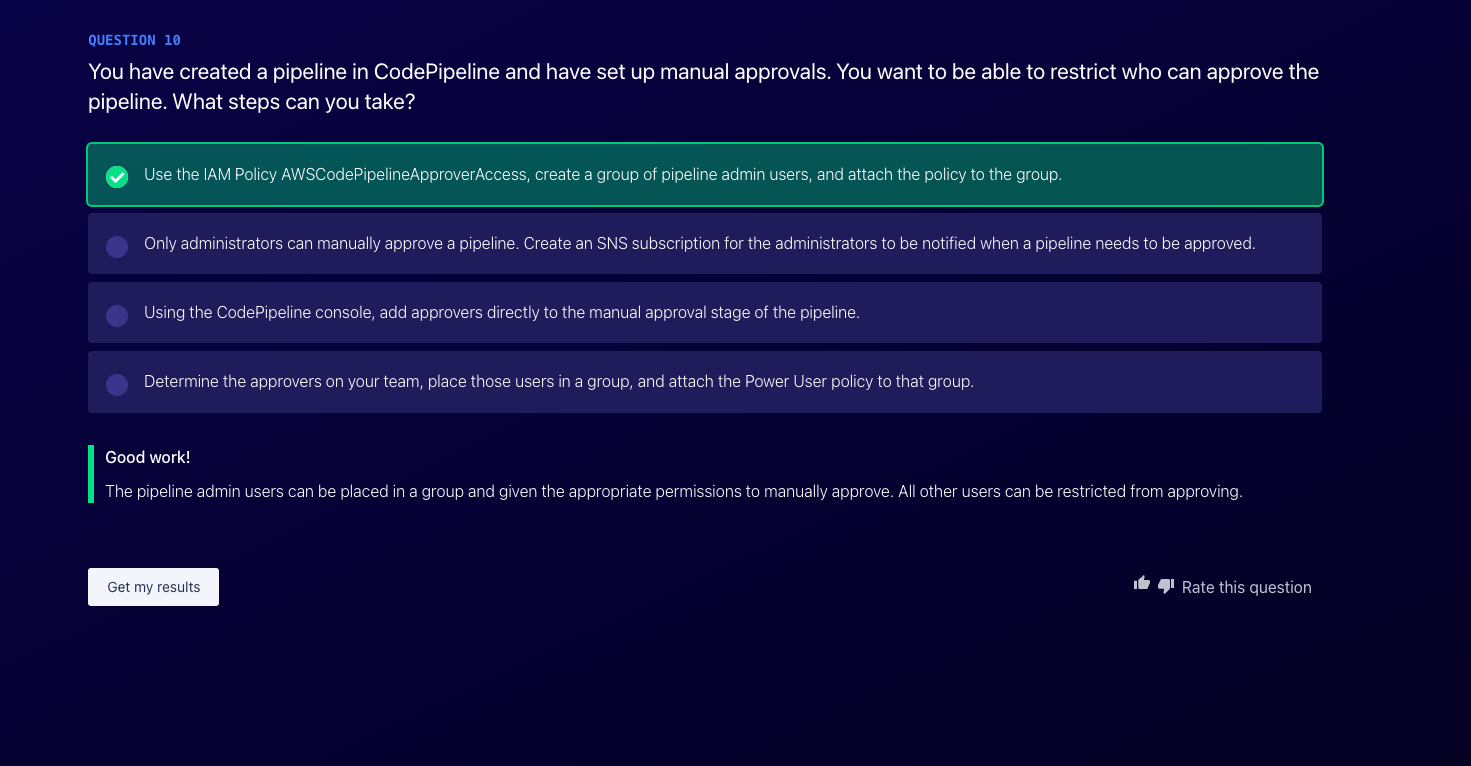 QUESTION 10
You have created a pipeline in CodePipeline and have set up manual approvals. You want to be able to restrict who can approve the
pipeline. What steps can you take?
Use the IAM Policy AWSCodePipelineApproverAccess, create a group of pipeline admin users, and attach the policy to the group.
Only administrators can manually approve a pipeline. Create an SNS subscription for the administrators to be notified when a pipeline needs to be approved.
Using the CodePipeline console, add approvers directly to the manual approval stage of the pipeline.
Determine the approvers on your team, place those users in a group, and attach the Power User policy to that group.
Good work!
The pipeline admin users can be placed in a group and given the appropriate permissions to manually approve. All other users can be restricted from approving.
Get my results
Rate this question